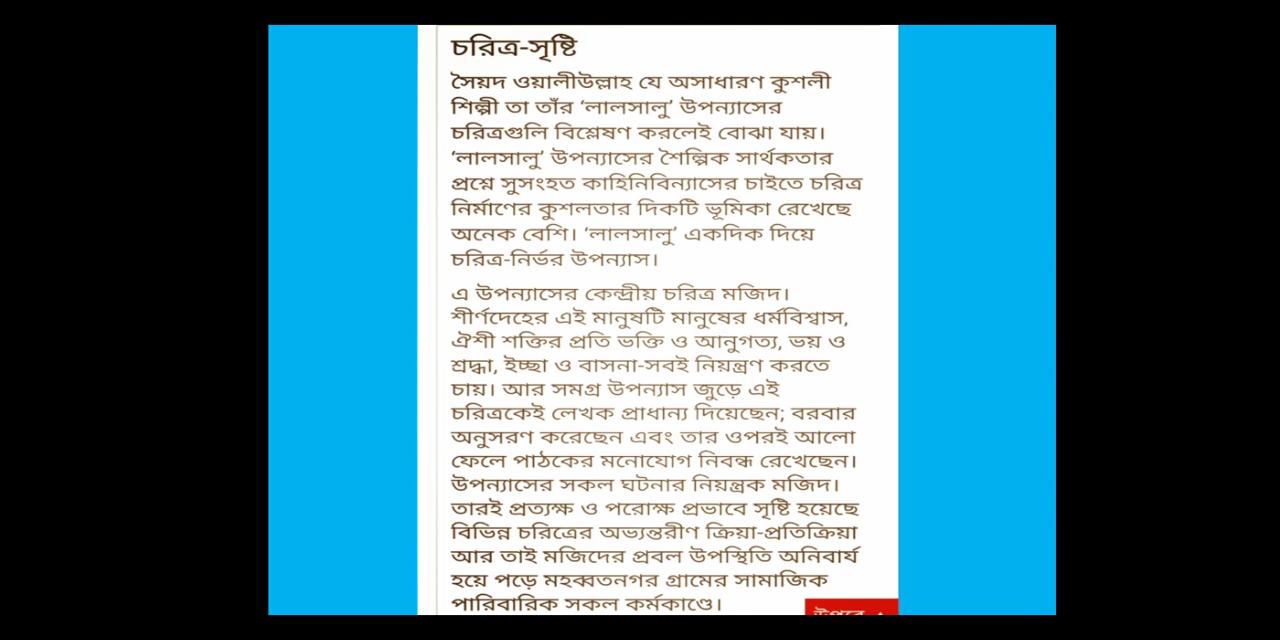 চরিত্র-সৃষ্টি
সৈয়দ ওয়ালীউল্লাহ যে অসাধারণ কুশলী
শিল্পী তা তাঁর ‘লালসালু’ উপন্যাসের
চরিত্রগুলি বিশ্লেষণ করলেই বোঝা যায়।
‘লালসালু’ উপন্যাসের শৈল্পিক সার্থকতার
প্রশ্নে সুসংহত কাহিনিবিন্যাসের চাইতে চরিত্র
নির্মাণের কুশলতার দিকটি ভূমিকা রেখেছে
অনেক বেশি। ‘লালসালু’ একদিক দিয়ে
চরিত্র-নির্ভর উপন্যাস।
এ উপন্যাসের কেন্দ্রীয় চরিত্র মজিদ।
শীর্ণদেহের এই মানুষটি মানুষের ধর্মবিশ্বাস,
ঐশী শক্তির প্রতি ভক্তি ও আনুগত্য, ভয় ও
শ্রদ্ধা, ইচ্ছা ও বাসনা-সবই নিয়ন্ত্রণ করতে
চায়। আর সমগ্র উপন্যাস জুড়ে এই
চরিত্রকেই লেখক প্রাধান্য দিয়েছেন; বরবার
অনুসরণ করেছেন এবং তার ওপরই আলো
ফেলে পাঠকের মনোযোগ নিবন্ধ রেখেছেন।
উপন্যাসের সকল ঘটনার নিয়ন্ত্রক মজিদ।
তারই প্রত্যক্ষ ও পরোক্ষ প্রভাবে সৃষ্টি হয়েছে
বিভিন্ন চরিত্রের অভ্যন্তরীণ ক্রিয়া-প্রতিক্রিয়া
আর তাই মজিদের প্রবল উপস্থিতি অনিবার্য
হয়ে পড়ে মহব্বতনগর গ্রামের সামাজিক
পারিবারিক সকল কর্মকাণ্ডে।